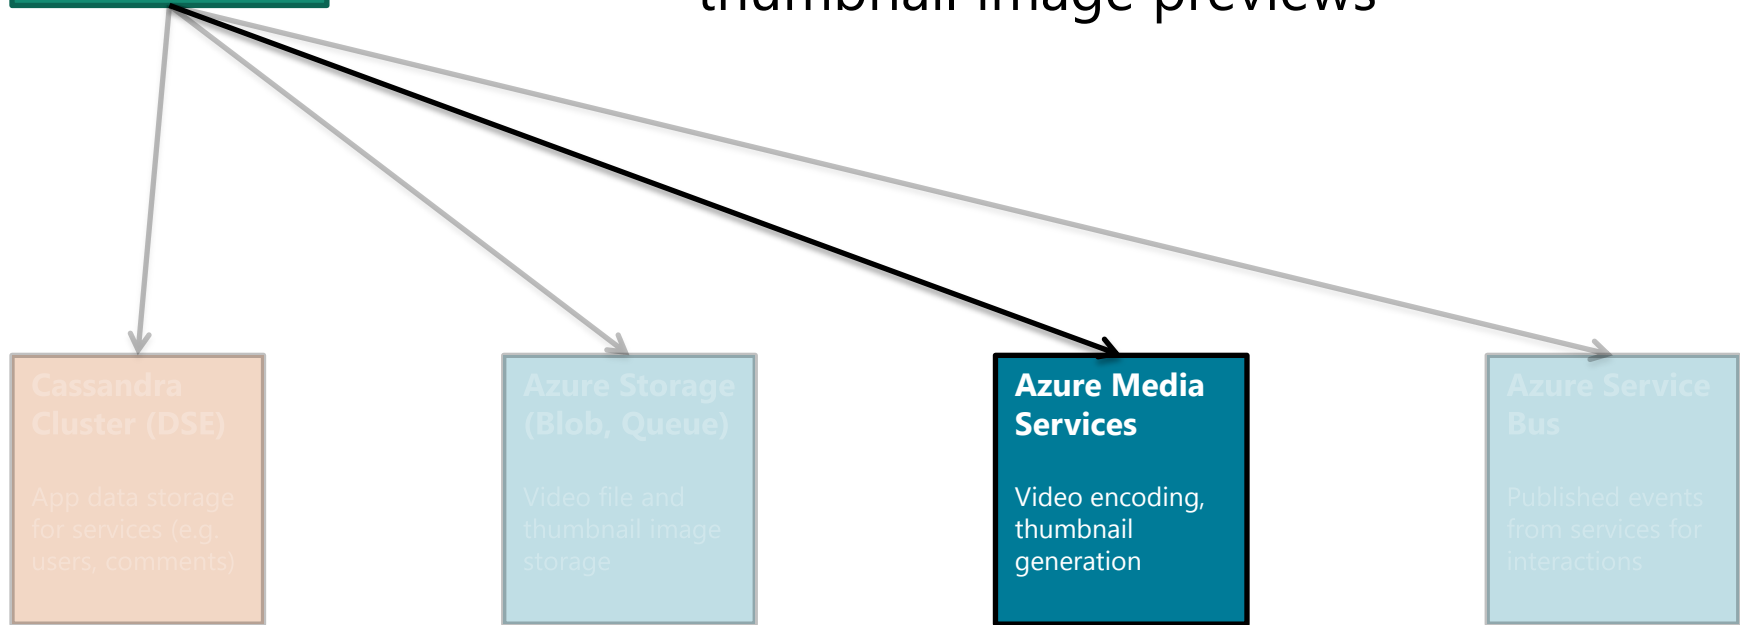 thumbnail image previews
Cassandra
Cluster (DSE)
App data storage
for services (e.g.
users, comments)
Azure Storage
(Blob, Queue)
Video file and
thumbnail image
storage
Azure Media
Services
Video encoding,
thumbnail
generation
Azure Service
Bus
Published events
from services for
interactions